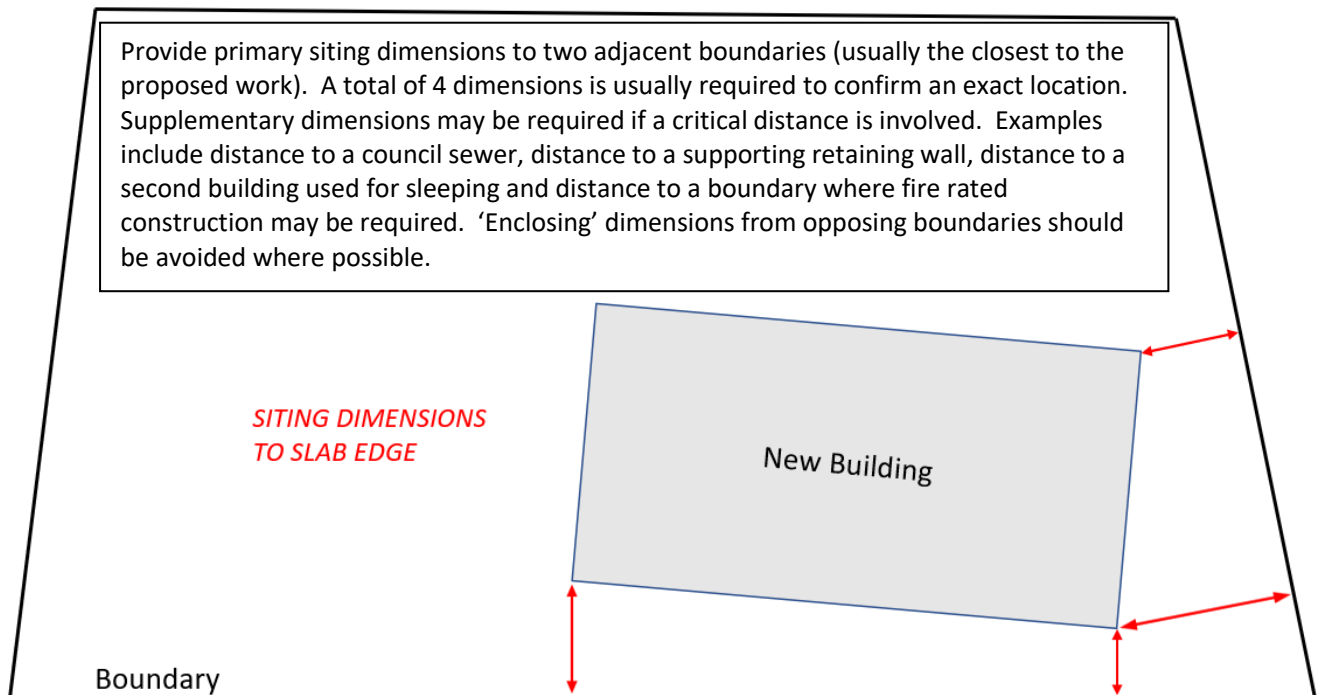 Provide primary siting dimensions to two adjacent boundaries (usually the closest to the
proposed work).  A total of 4 dimensions is usually required to confirm an exact location.
Supplementary dimensions may be required if a critical distance is involved.  Examples
include distance to a council sewer, distance to a supporting retaining wall, distance to a
second building used for sleeping and distance to a boundary where fire rated
construction may be required.  ‘Enclosing’ dimensions from opposing boundaries should
be avoided where possible.
SITING DIMENSIONS
TO SLAB EDGE
New Building
Boundary